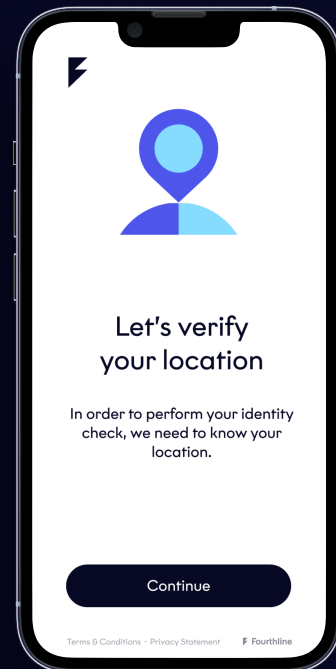 Let's verify
your location
In order to perform your identity
check, we need to know your
location.
Continue
Terms & Conditions - Privacy Statement
Fourthline